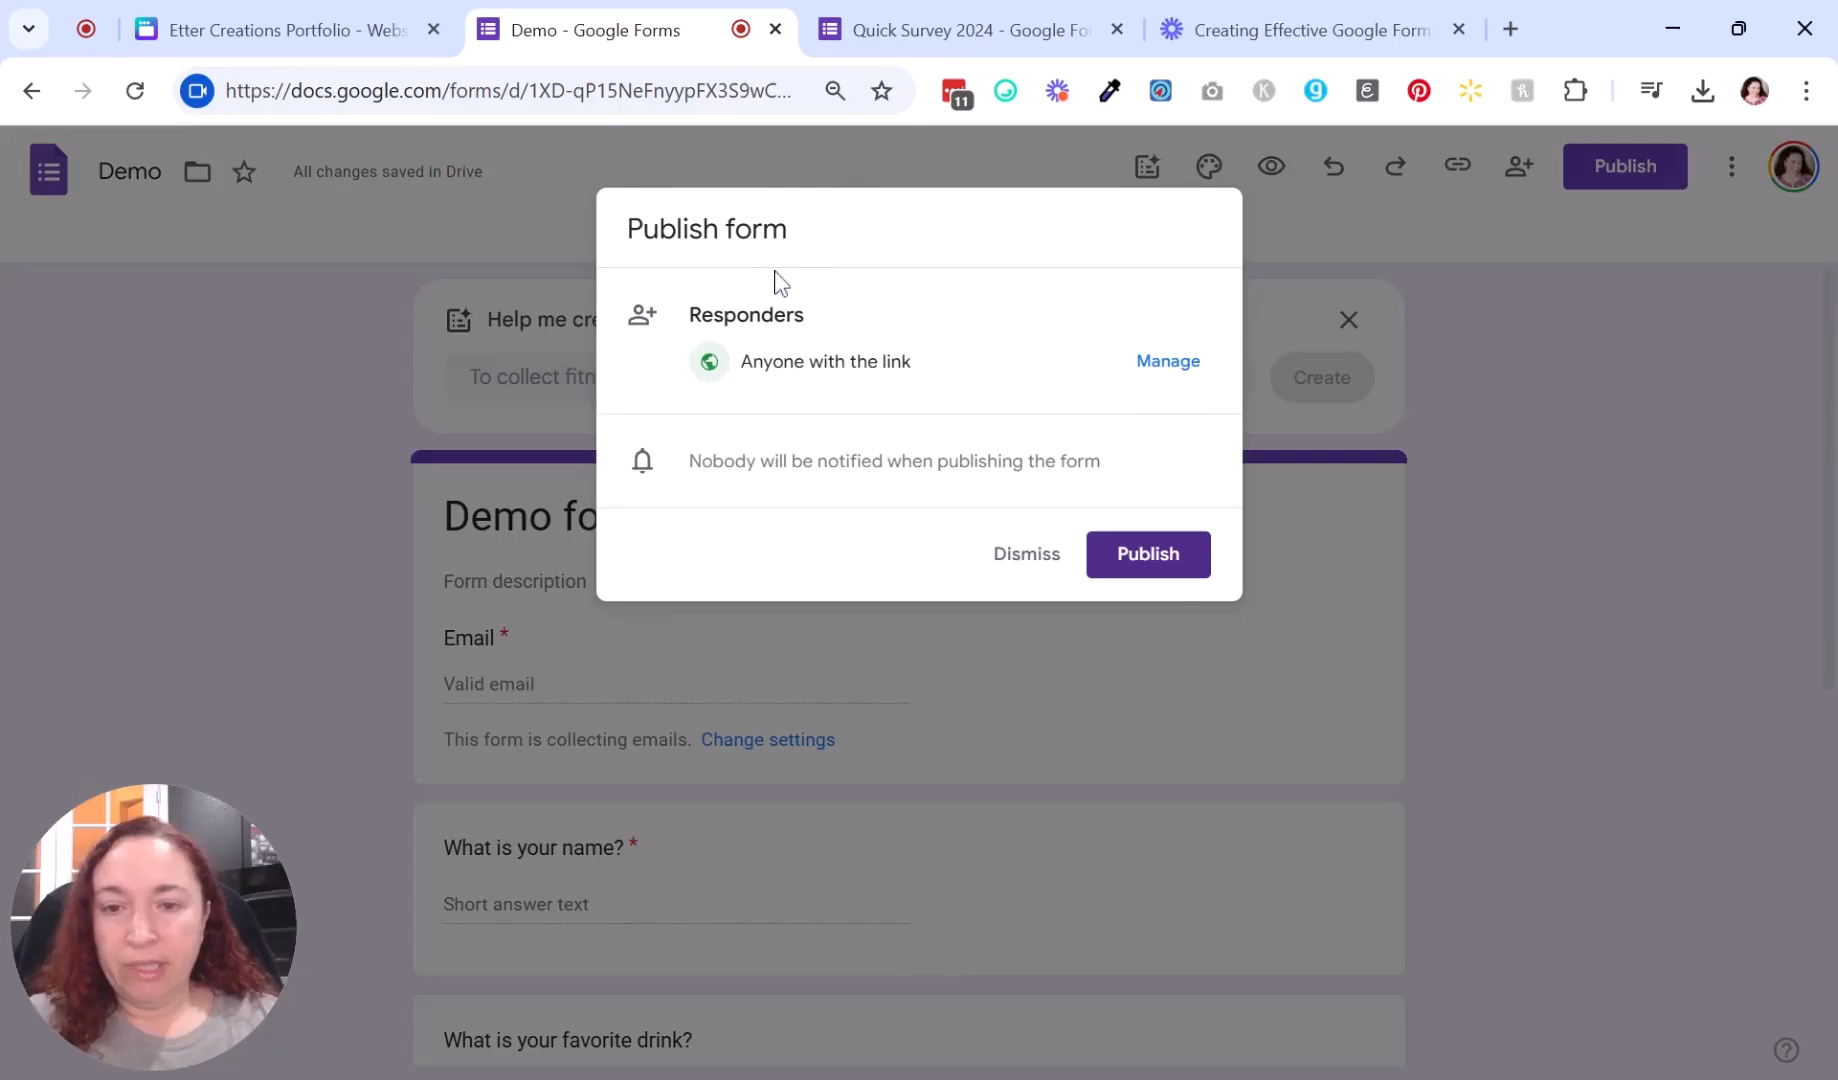 Etter Creations Portfolio - Webs
Demo - Google Forms
Quick Survey 2024 - Google Fo
Creating Effective Google Form
https://docs.google.com/forms/d/1XD-qP15NeFnyypFX3S9wC...
11
Demo
All changes saved in Drive
Publish
Publish form
Help me cre
Responders
To collect fitn
Anyone with the link
Manage
Create
Nobody will be notified when publishing the form
Demo fo
Dismiss
Publish
Form description
Email *
Valid email
This form is collecting emails. Change settings
What is your name? *
Short answer text
What is your favorite drink?